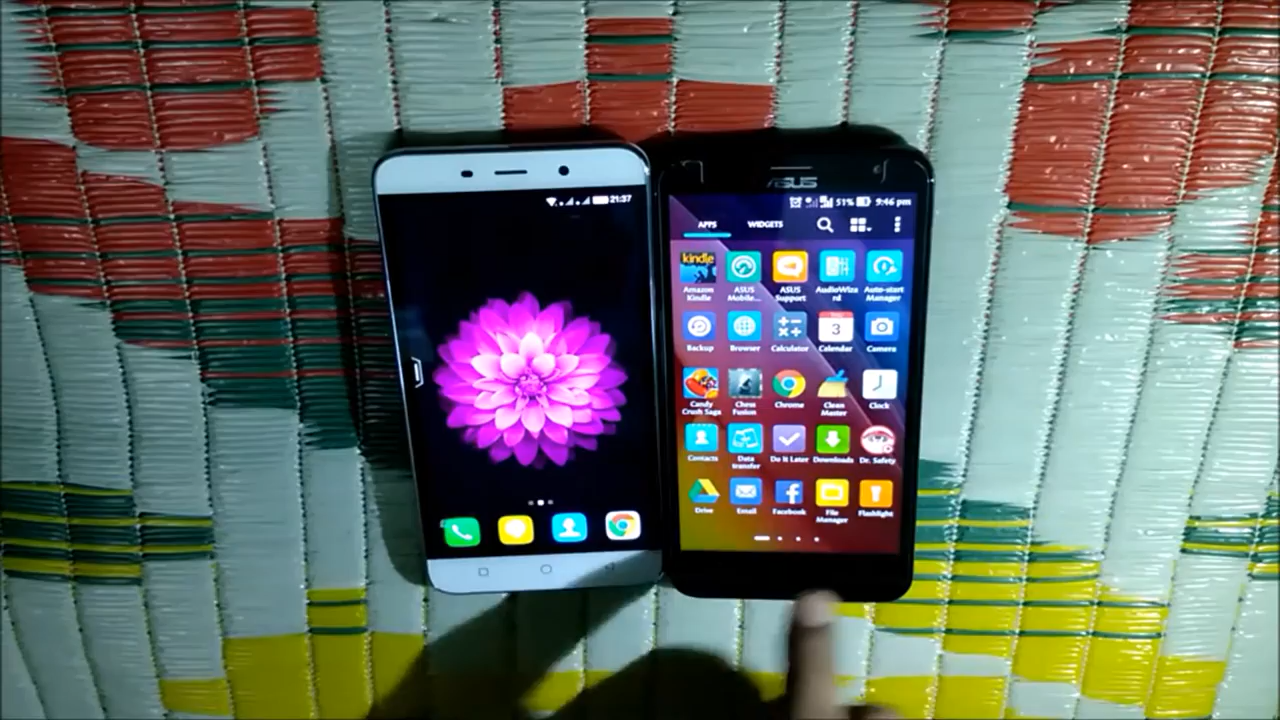 21:37
ASUS
51% 9:46 pm
APPS WIDGETS
kindle
Amazon Kindle
ASUS Mobile...
ASUS Support
AudioWiza
rd
Auto-start Manager
Backup
Browser
Calculator
3
Calendar
Camera
Candy Crush Saga
Chess Fusion
Chrome
Clean Master
Clock
Contacts
Data transfer
Do It Later
Downloads
Dr. Safety
Drive
Email
Facebook
File Manager
Flashlight